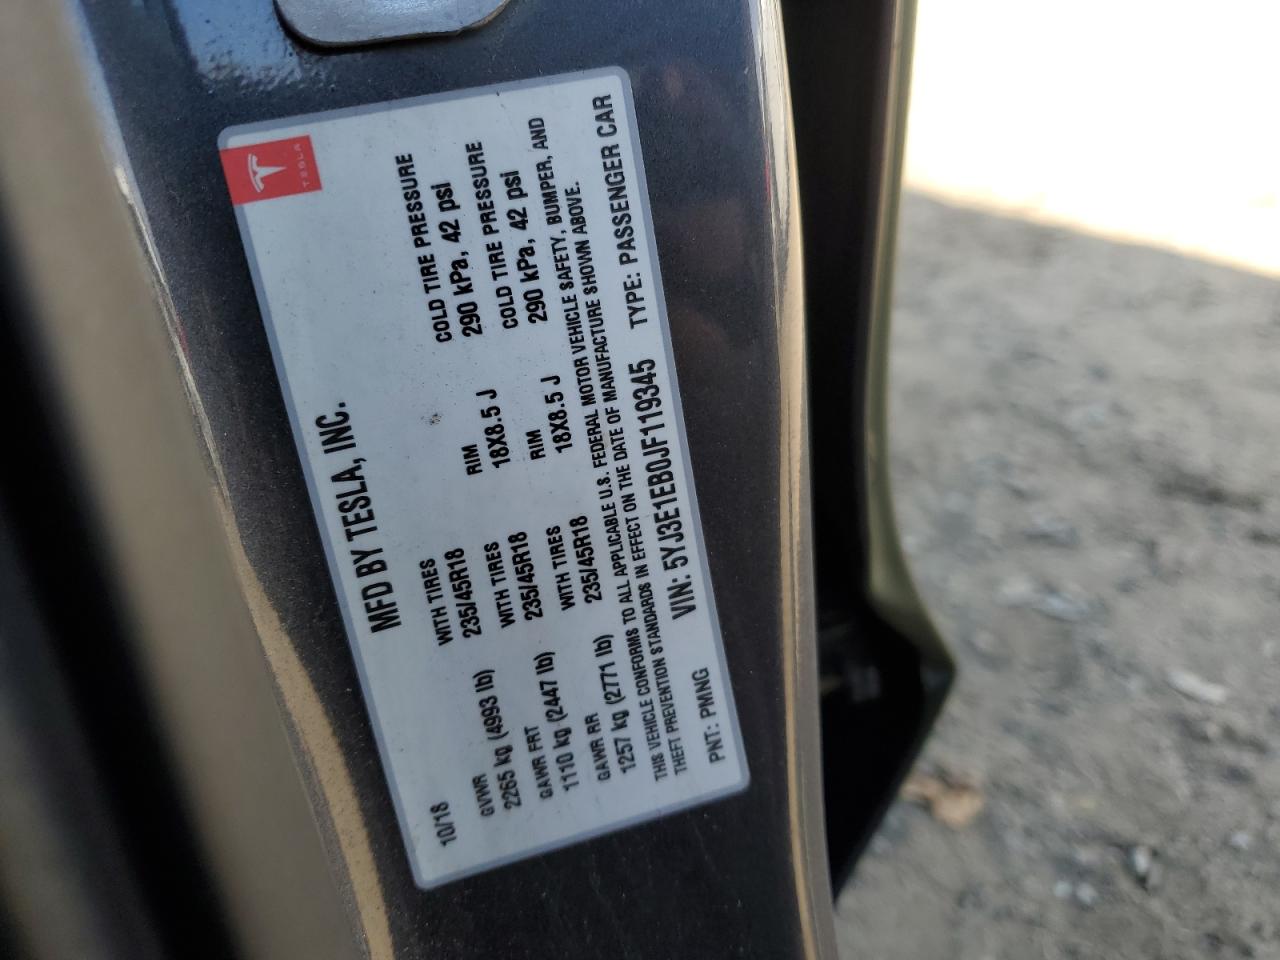 TESLA
MFD BY TESLA, INC.
10/18
GVWR WITH TIRES RIM COLD TIRE PRESSURE
2265 kg (4993 lb) 235/45R18 18X8.5 J 290 kPa, 42 psi
GAWR FRT WITH TIRES RIM COLD TIRE PRESSURE
1110 kg (2447 lb) 235/45R18 18X8.5 J 290 kPa, 42 psi
GAWR RR WITH TIRES
1257 kg (2771 lb) 235/45R18
THIS VEHICLE CONFORMS TO ALL APPLICABLE U.S. FEDERAL MOTOR VEHICLE SAFETY, BUMPER, AND
THEFT PREVENTION STANDARDS IN EFFECT ON THE DATE OF MANUFACTURE SHOWN ABOVE.
PNT: PMNG VIN: 5YJ3E1EB0JF119345 TYPE: PASSENGER CAR